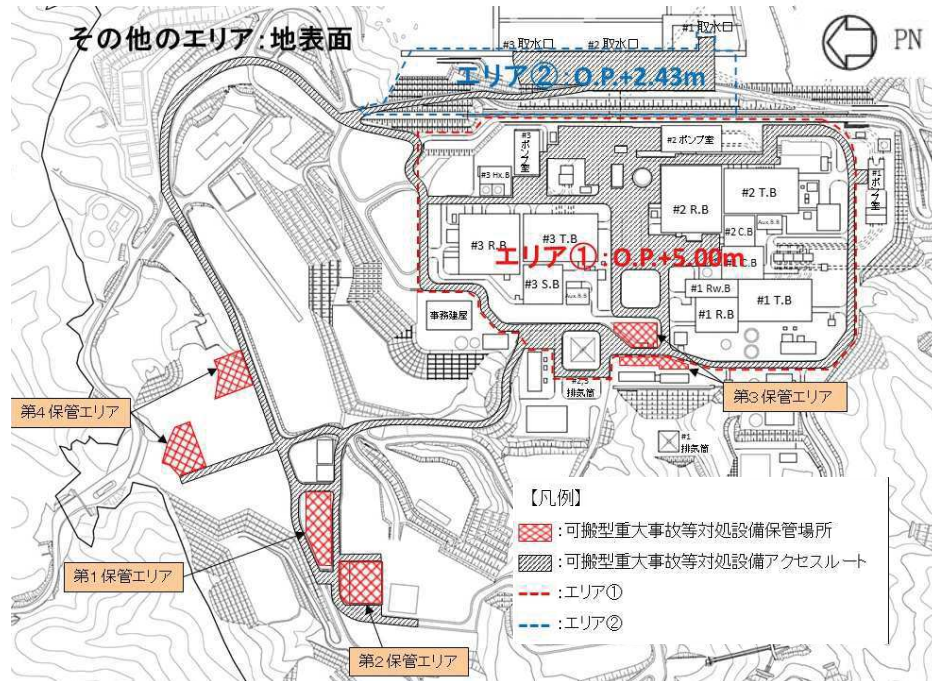 その他のエリア:地表面
#1 取水口
#3 取水口
#2 取水口
PN
エリア②:O.P.+2.43m
#3
ポンプ室
#2 ポンプ室
#1
ポンプ室
#3 Hx.B
#2 R.B
#2 T.B
Aux.B.B
#2 C.B
#3 R.B
#3 T.B
エリア①:O.P.+5.00m
C.B
#3 S.B
Aux.B.B
#1 Rw.B
#1 T.B
#1 R.B
事務建屋
#2,3
排気筒
第3保管エリア
#1
排気筒
第4保管エリア
第1保管エリア
第2保管エリア
【凡例】
:可搬型重大事故等対処設備保管場所
:可搬型重大事故等対処設備アクセスルート
:エリア①
:エリア②